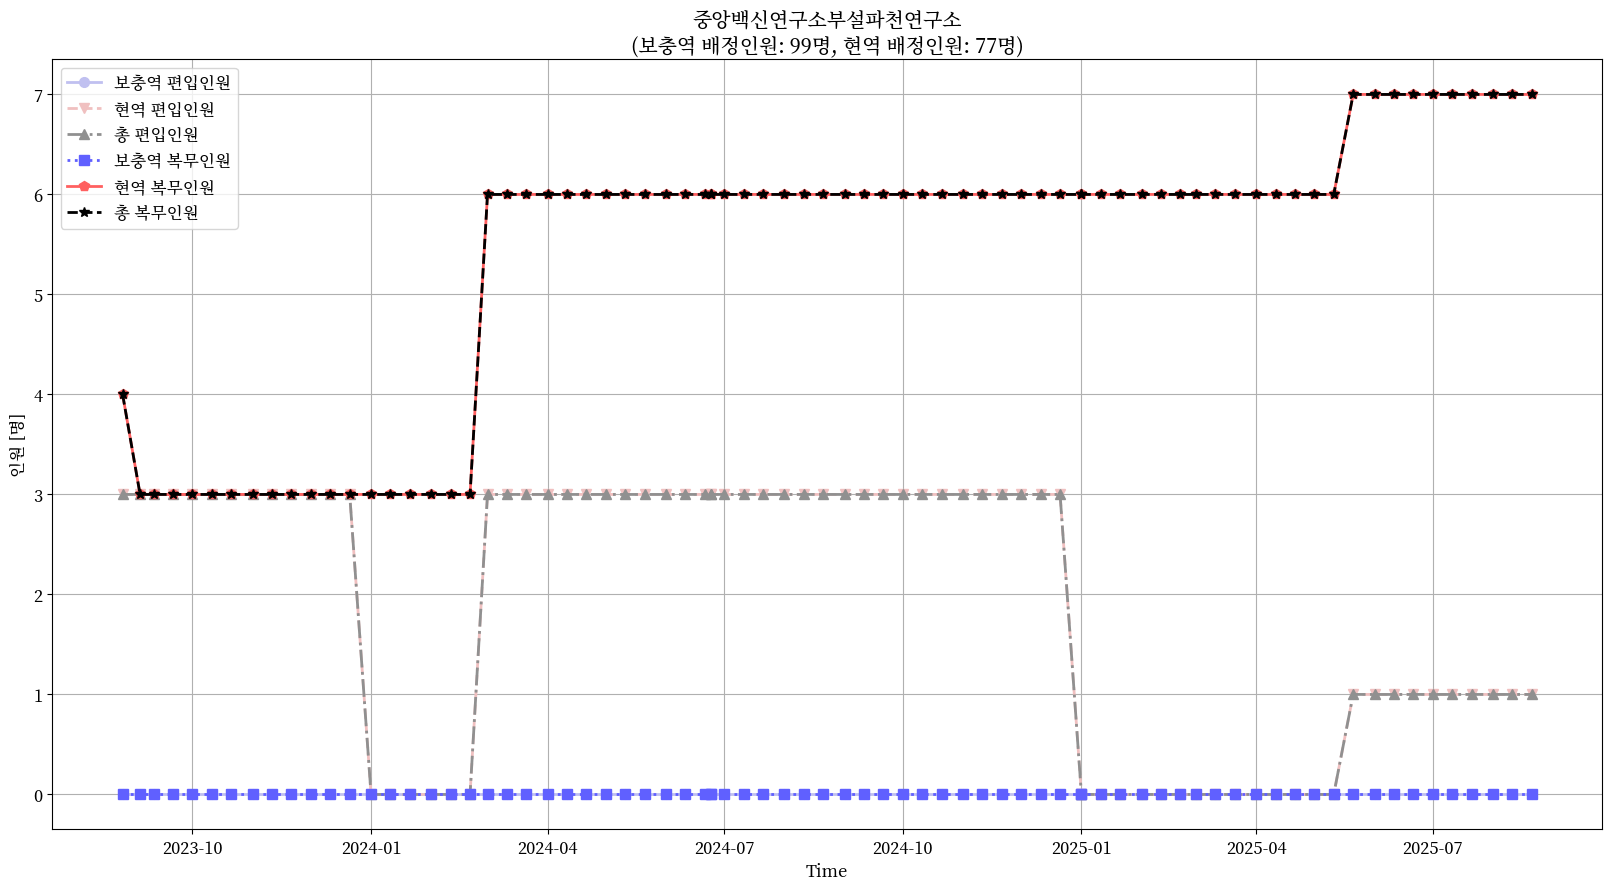 중앙백신연구소부설파천연구소
(보충역 배정인원: 99명, 현역 배정인원: 77명)
보충역 편입인원
현역 편입인원
총 편입인원
보충역 복무인원
현역 복무인원
총 복무인원
인원 [명]
7
6
5
4
3
2
1
0
2023-10
2024-01
2024-04
2024-07
2024-10
2025-01
2025-04
2025-07
Time